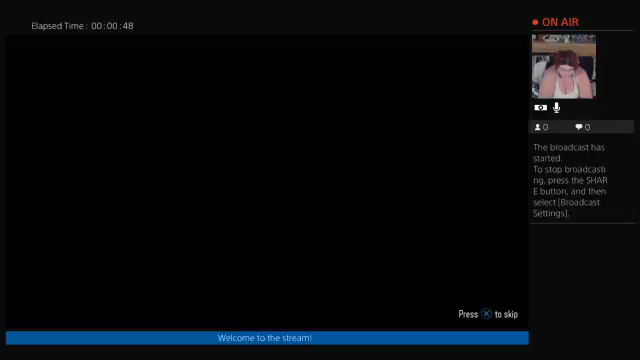 Elapsed Time : 00:00:48
ON AIR
0 0
The broadcast has
started.
To stop broadcasti
ng, press the SHAR
E button, and then
select [Broadcast
Settings].
Press to skip
Welcome to the stream!